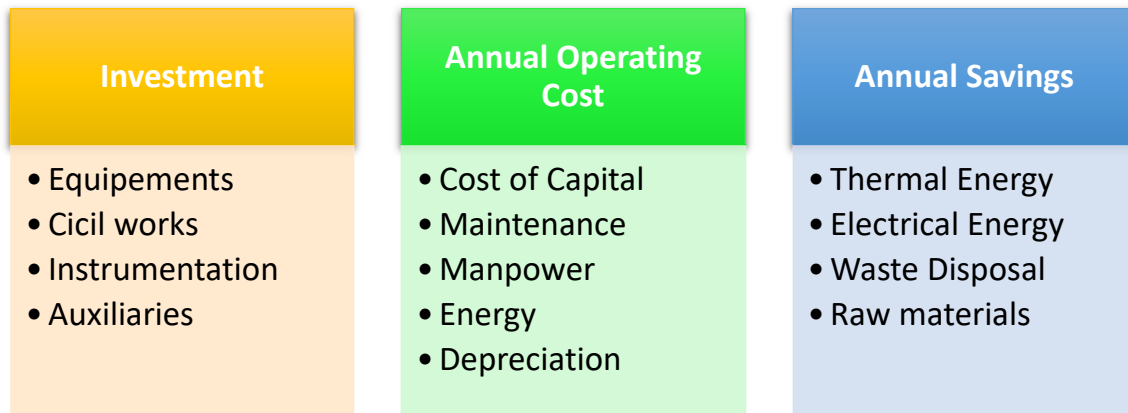 Investment
• Equipements
• Cicil works
• Instrumentation
• Auxiliaries
Annual Operating
Cost
• Cost of Capital
• Maintenance
• Manpower
• Energy
• Depreciation
Annual Savings
• Thermal Energy
• Electrical Energy
• Waste Disposal
• Raw materials